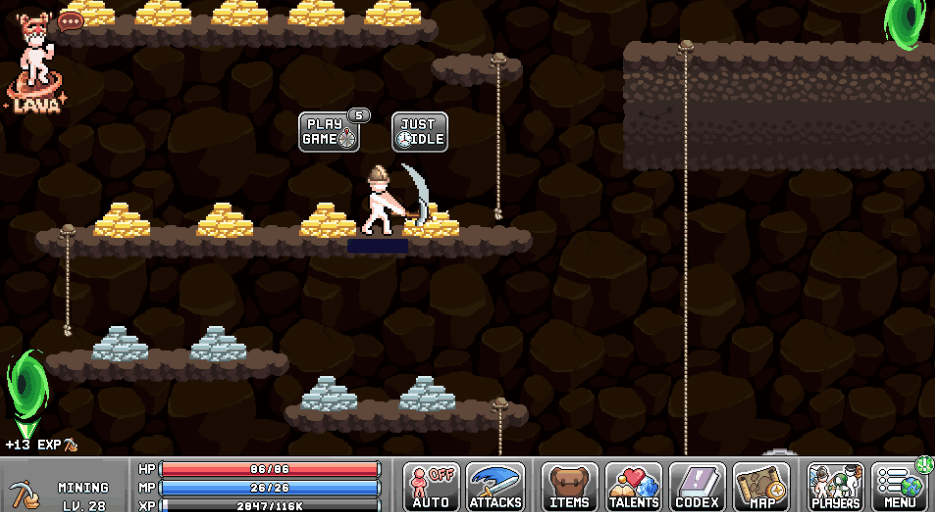 LAVA
PLAY 5
GAME
JUST
IDLE
+13 EXP
MINING
LV. 28
HP 86/86
MP 26/26
XP 2847/116K
OFF
AUTO
ATTACKS
ITEMS
TALENTS
CODEX
MAP
PLAYERS
MENU